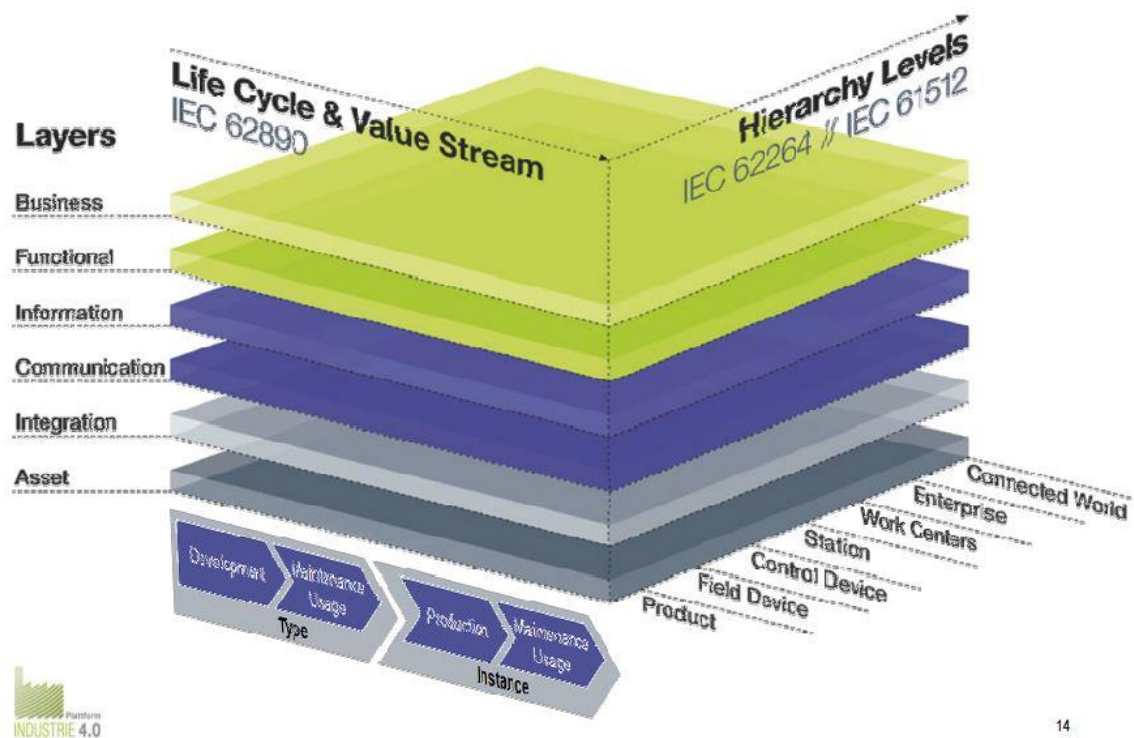 Life Cycle & Value Stream
IEC 62890
Hierarchy Levels
IEC 62264 // IEC 61512
Layers
Business
Functional
Information
Communication
Integration
Asset
Connected World
Enterprise
Work Centers
Station
Control Device
Field Device
Product
Development
Maintenance
Usage
Type
Production
Maintenance
Usage
Instance
Plattform
INDUSTRIE 4.0
14